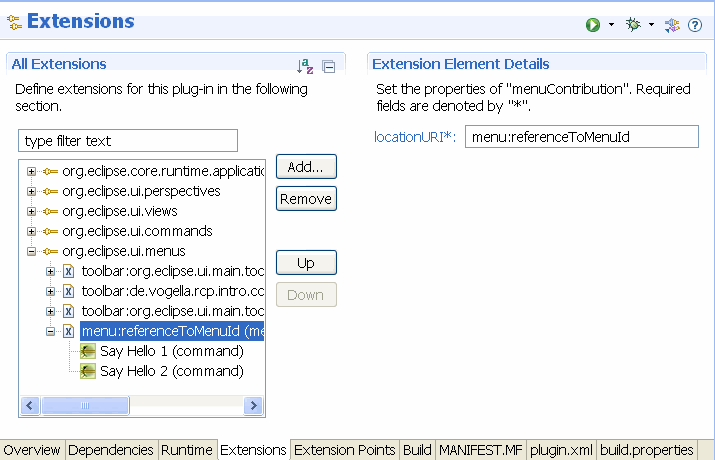 Extensions
All Extensions
Define extensions for this plug-in in the following
section.
type filter text
org.eclipse.core.runtime.applicatio
org.eclipse.ui.perspectives
org.eclipse.ui.views
org.eclipse.ui.commands
org.eclipse.ui.menus
toolbar:org.eclipse.ui.main.too
toolbar:de.vogella.rcp.intro.co
toolbar:org.eclipse.ui.main.too
menu:referenceToMenuId (me
Say Hello 1 (command)
Say Hello 2 (command)
Add...
Remove
Up
Down
Extension Element Details
Set the properties of "menuContribution". Required
fields are denoted by "*".
locationURI*: menu:referenceToMenuId
Overview Dependencies Runtime Extensions Extension Points Build MANIFEST.MF plugin.xml build.properties